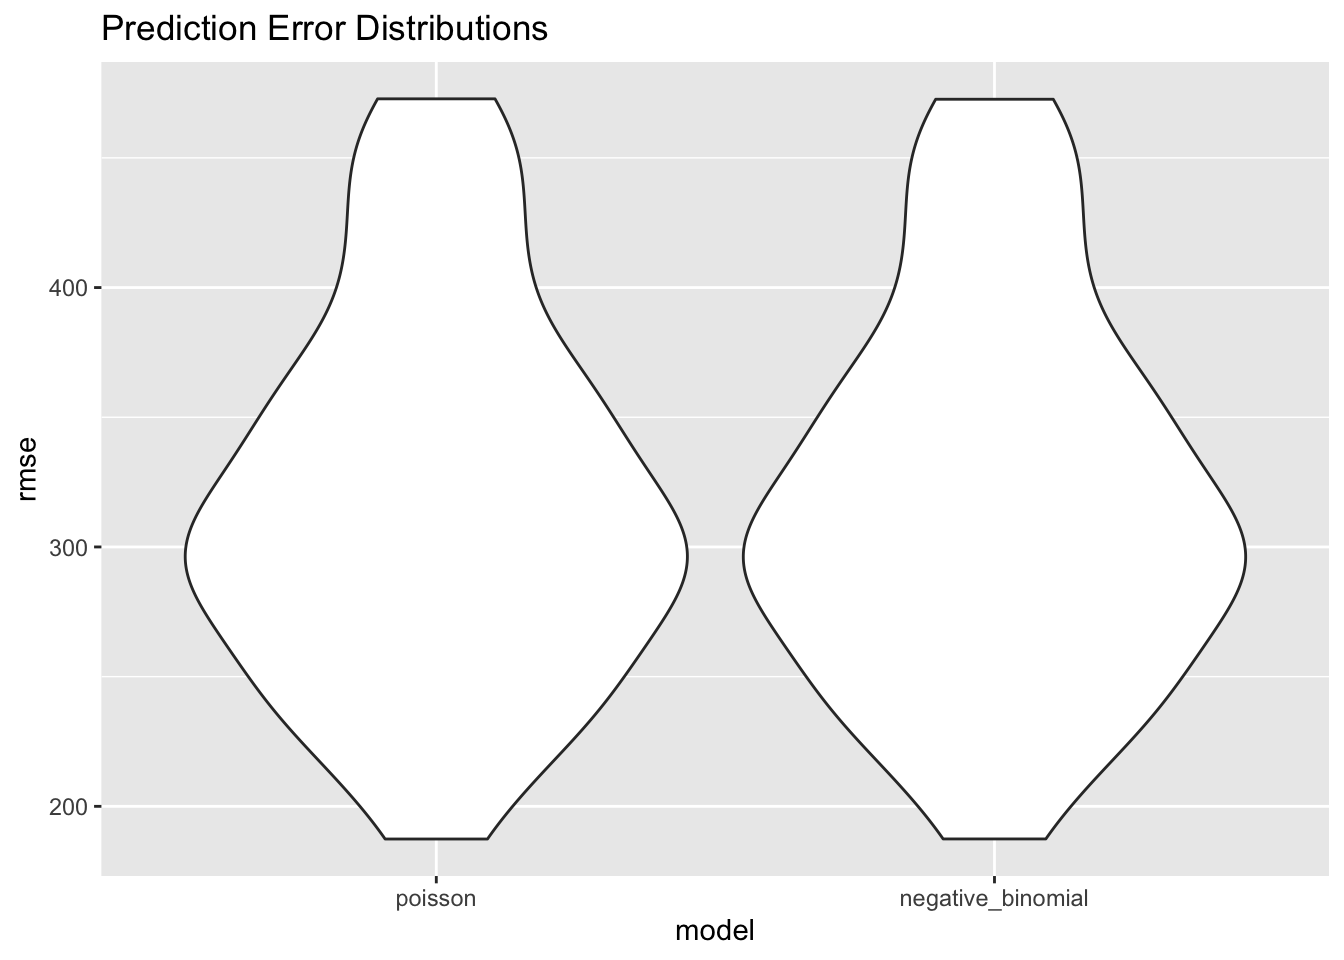 Prediction Error Distributions
rmse
400
300
200
poisson negative_binomial
model